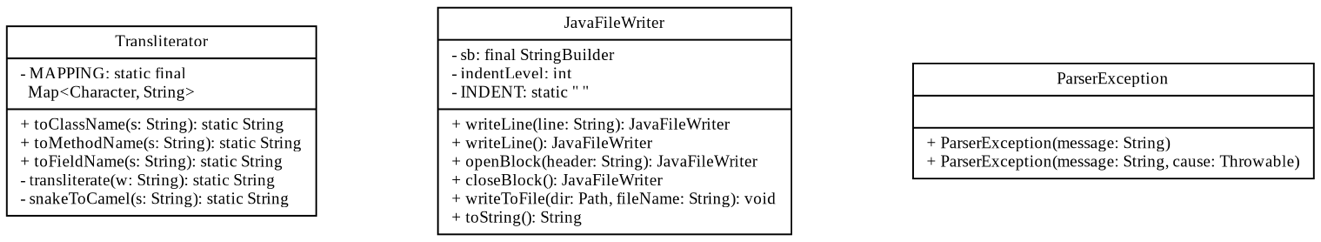 Transliterator
- MAPPING: static final
Map<Character, String>
+ toClassName(s: String): static String
+ toMethodName(s: String): static String
+ toFieldName(s: String): static String
- transliterate(w: String): static String
- snakeToCamel(s: String): static String
JavaFileWriter
- sb: final StringBuilder
- indentLevel: int
- INDENT: static " "
+ writeLine(line: String): JavaFileWriter
+ writeLine(): JavaFileWriter
+ openBlock(header: String): JavaFileWriter
+ closeBlock(): JavaFileWriter
+ writeToFile(dir: Path, fileName: String): void
+ toString(): String
ParserException
+ ParserException(message: String)
+ ParserException(message: String, cause: Throwable)